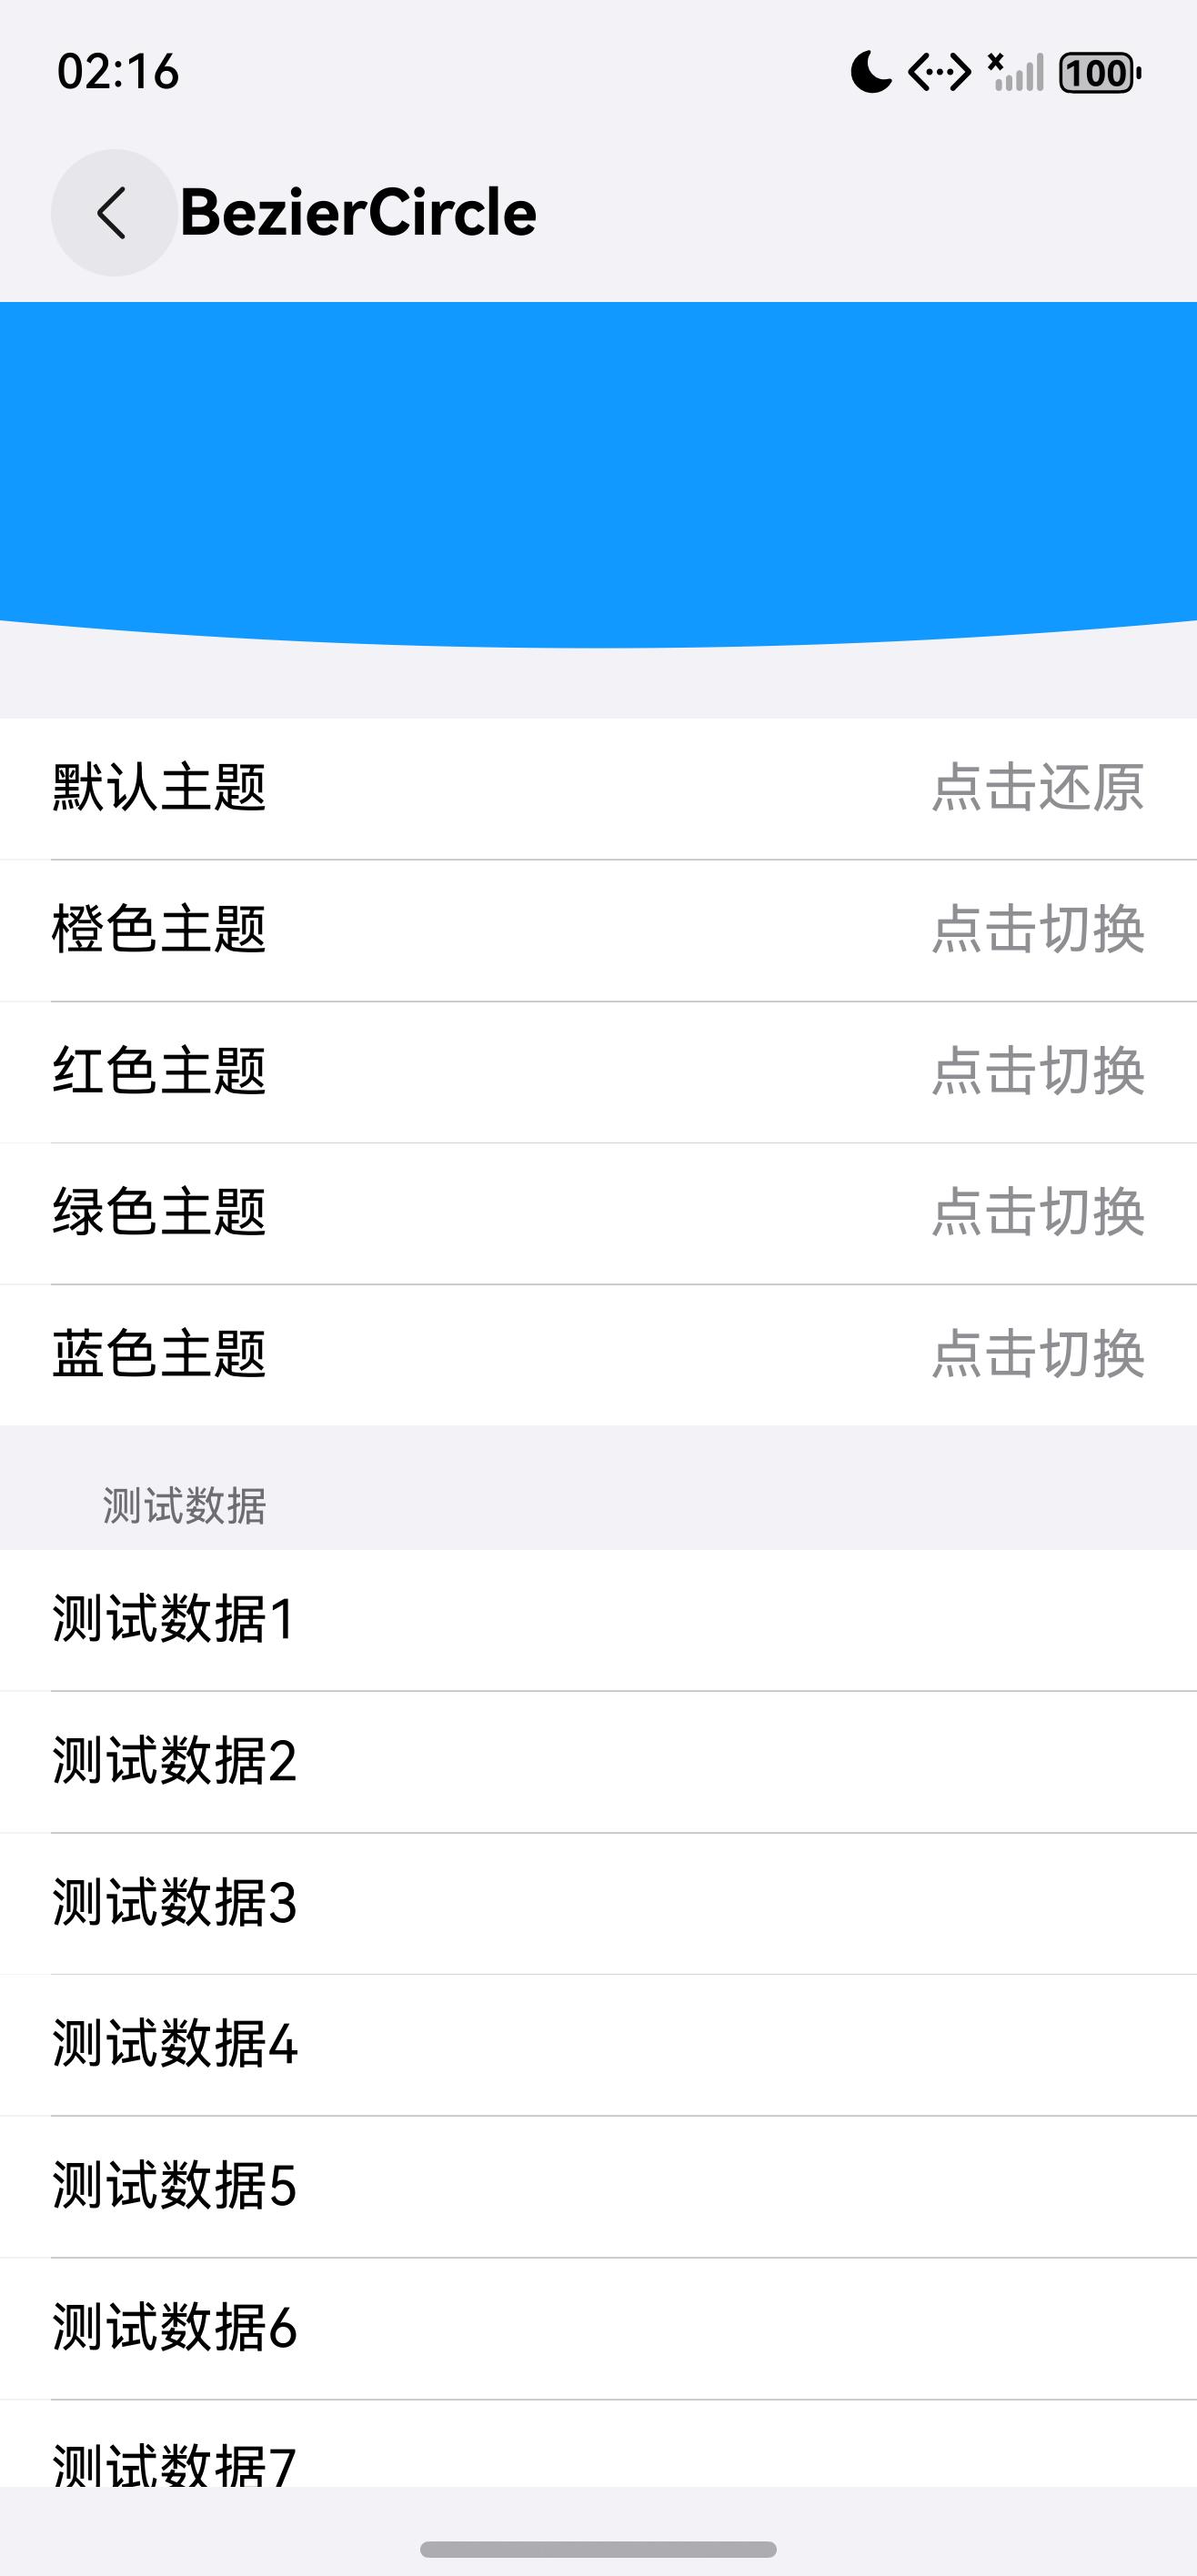 02:16
100
BezierCircle
默认主题 点击还原
橙色主题 点击切换
红色主题 点击切换
绿色主题 点击切换
蓝色主题 点击切换
测试数据
测试数据1
测试数据2
测试数据3
测试数据4
测试数据5
测试数据6
测试数据7